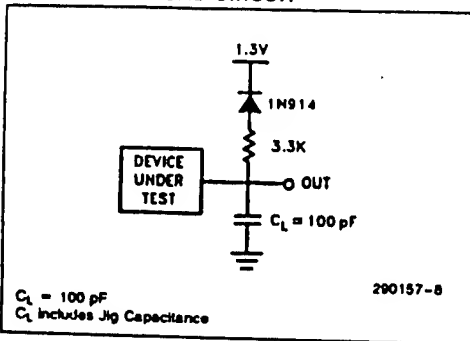 1.3V
1N914
3.3K
DEVICE
UNDER
TEST
OUT
C_L = 100 pF
C_L = 100 pF
C_L includes Jig Capacitance
290157-8